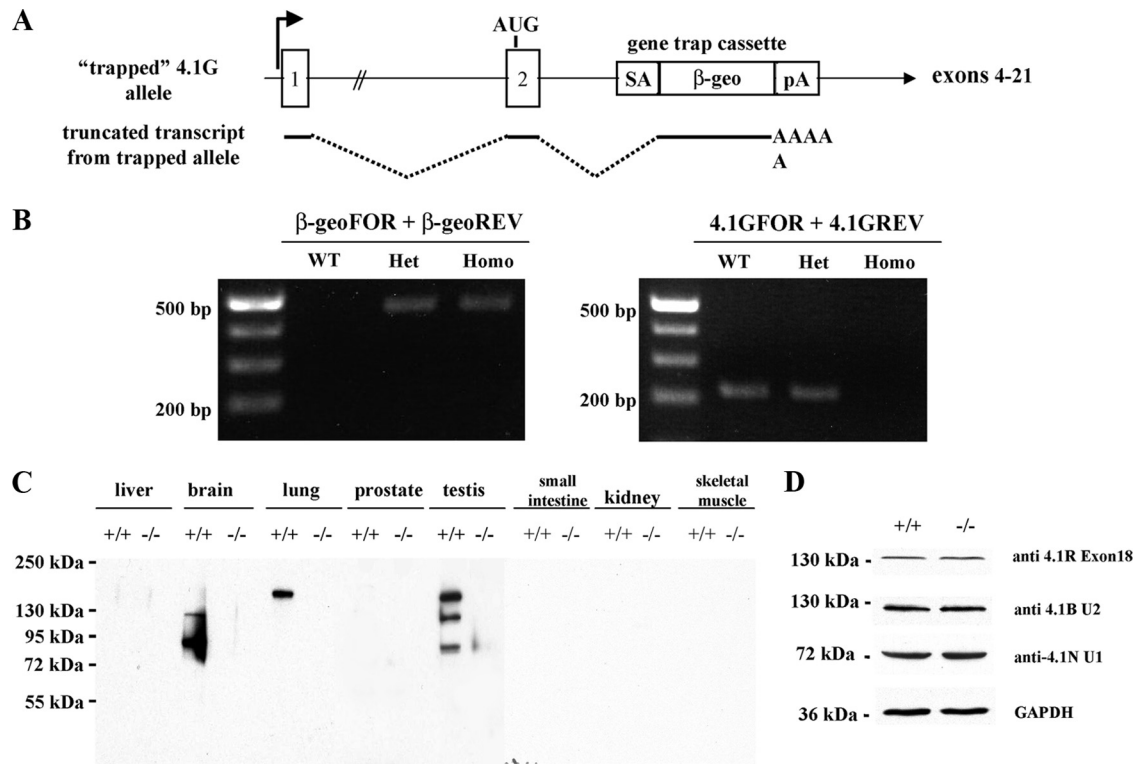 A
AUG
gene trap cassette
“trapped” 4.1G
allele
1
//
2
SA
β-geo
pA
exons 4-21
truncated transcript
from trapped allele
AAAA
A
B
β-geoFOR + β-geoREV
WT Het Homo
500 bp
200 bp
4.1GFOR + 4.1GREV
WT Het Homo
500 bp
200 bp
C
liver brain lung prostate testis small intestine kidney skeletal muscle
+/+ -/- +/+ -/- +/+ -/- +/+ -/- +/+ -/- +/+ -/- +/+ -/- +/+ -/-
250 kDa
130 kDa
95 kDa
72 kDa
55 kDa
D
+/+ -/-
130 kDa - anti 4.1R Exon18
130 kDa - anti 4.1B U2
72 kDa - anti-4.1N U1
36 kDa - GAPDH